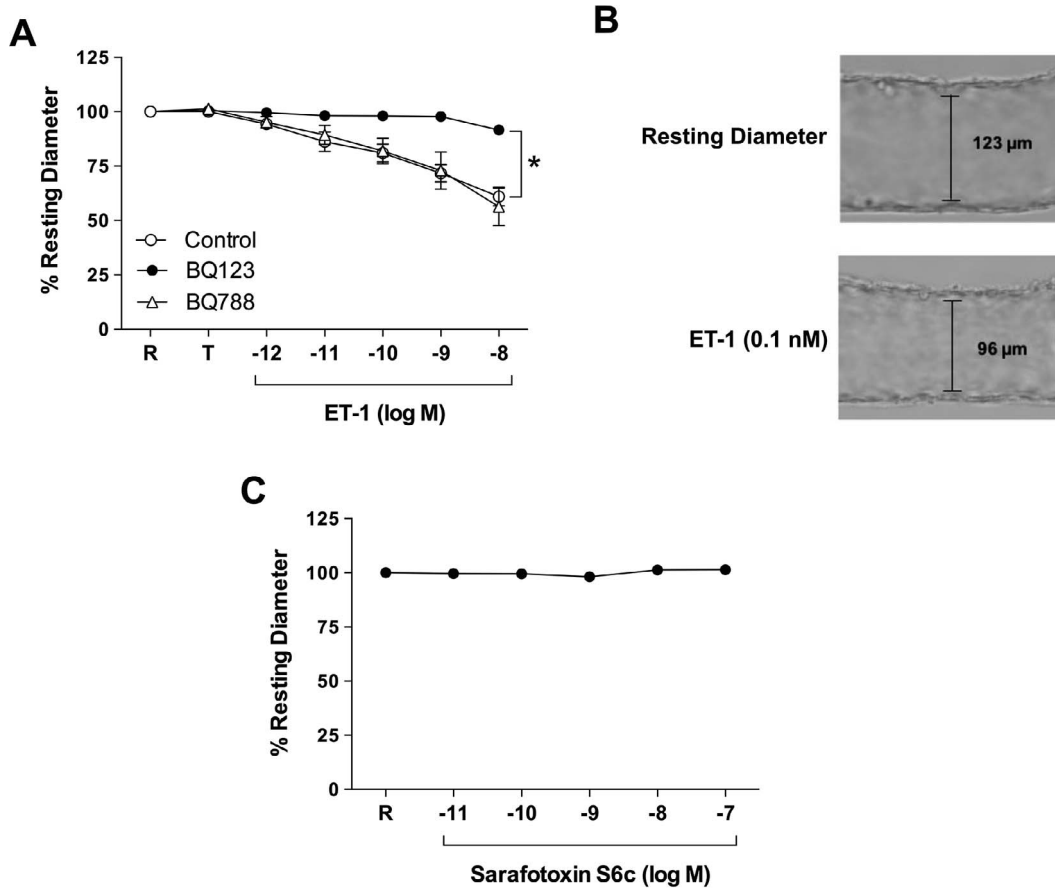 A
125
100
75
50
25
0
% Resting Diameter
Control
BQ123
BQ788
*
R T -12 -11 -10 -9 -8
ET-1 (log M)
B
Resting Diameter
123 µm
ET-1 (0.1 nM)
96 µm
C
125
100
75
50
25
0
% Resting Diameter
R -11 -10 -9 -8 -7
Sarafotoxin S6c (log M)